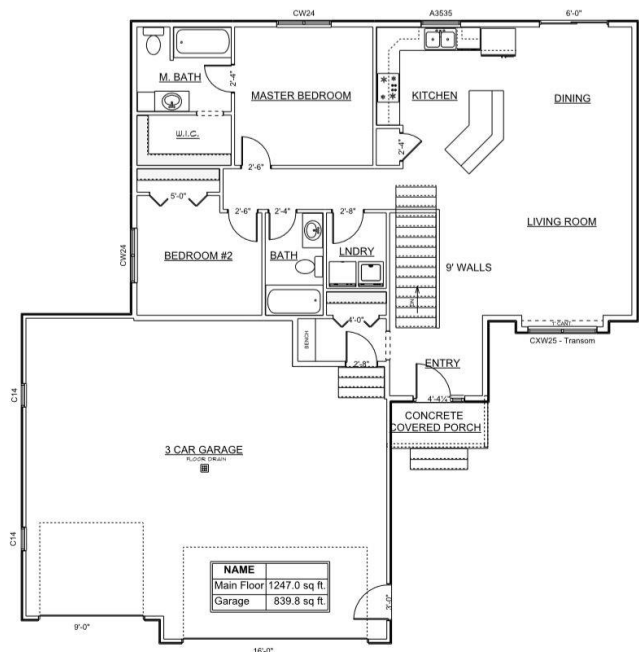 CW24
A3535
6'-0"
M. BATH
2'-4"
MASTER BEDROOM
KITCHEN
DINING
W.I.C.
2'-4"
2'-6"
5'-0"
2'-6"
2'-4"
2'-8"
LIVING ROOM
CW24
BEDROOM #2
BATH
LNDRY
9' WALLS
4'-0"
BENCH
2'-8"
ENTRY
1' CANT.
CXW25 - Transom
4'-4¼"
CONCRETE
COVERED PORCH
C14
3 CAR GARAGE
FLOOR DRAIN
C14
NAME
Main Floor 1247.0 sq ft.
Garage 839.8 sq ft.
3'-0"
9'-0"
16'-0"